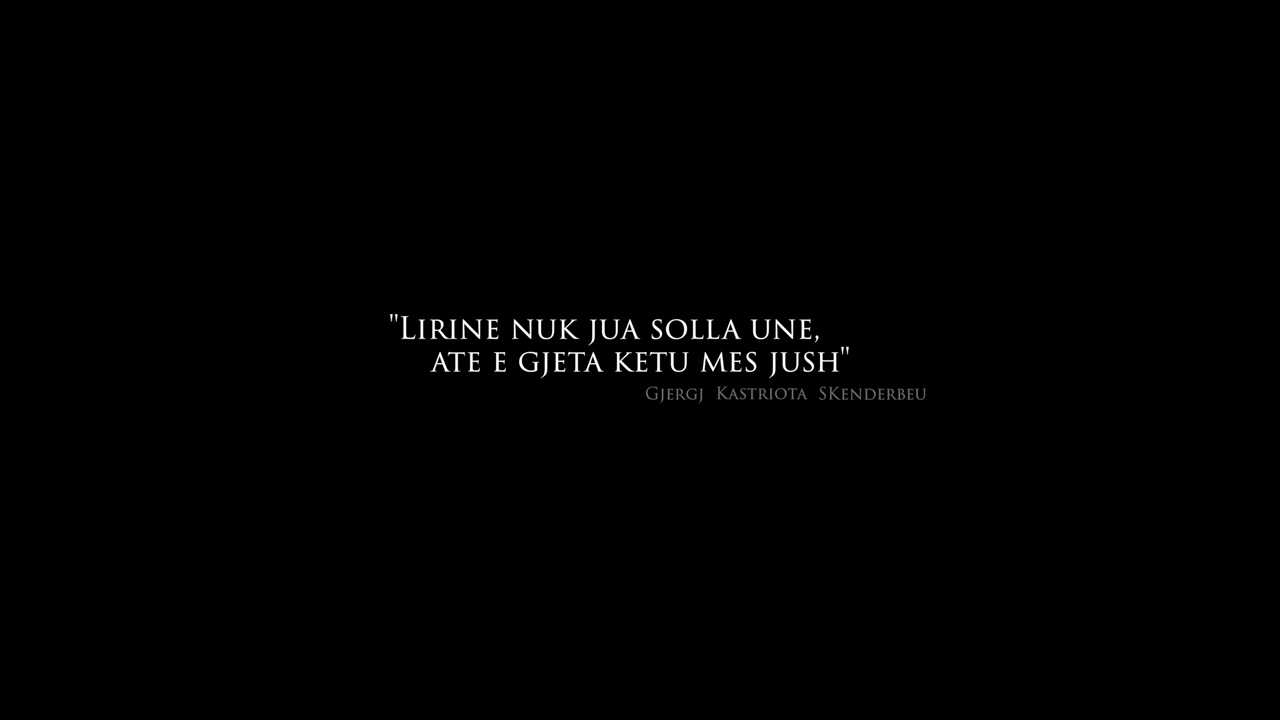 "Lirine nuk jua solla une,
ate e gjeta ketu mes jush"
Gjergj Kastriota SKenderbeu